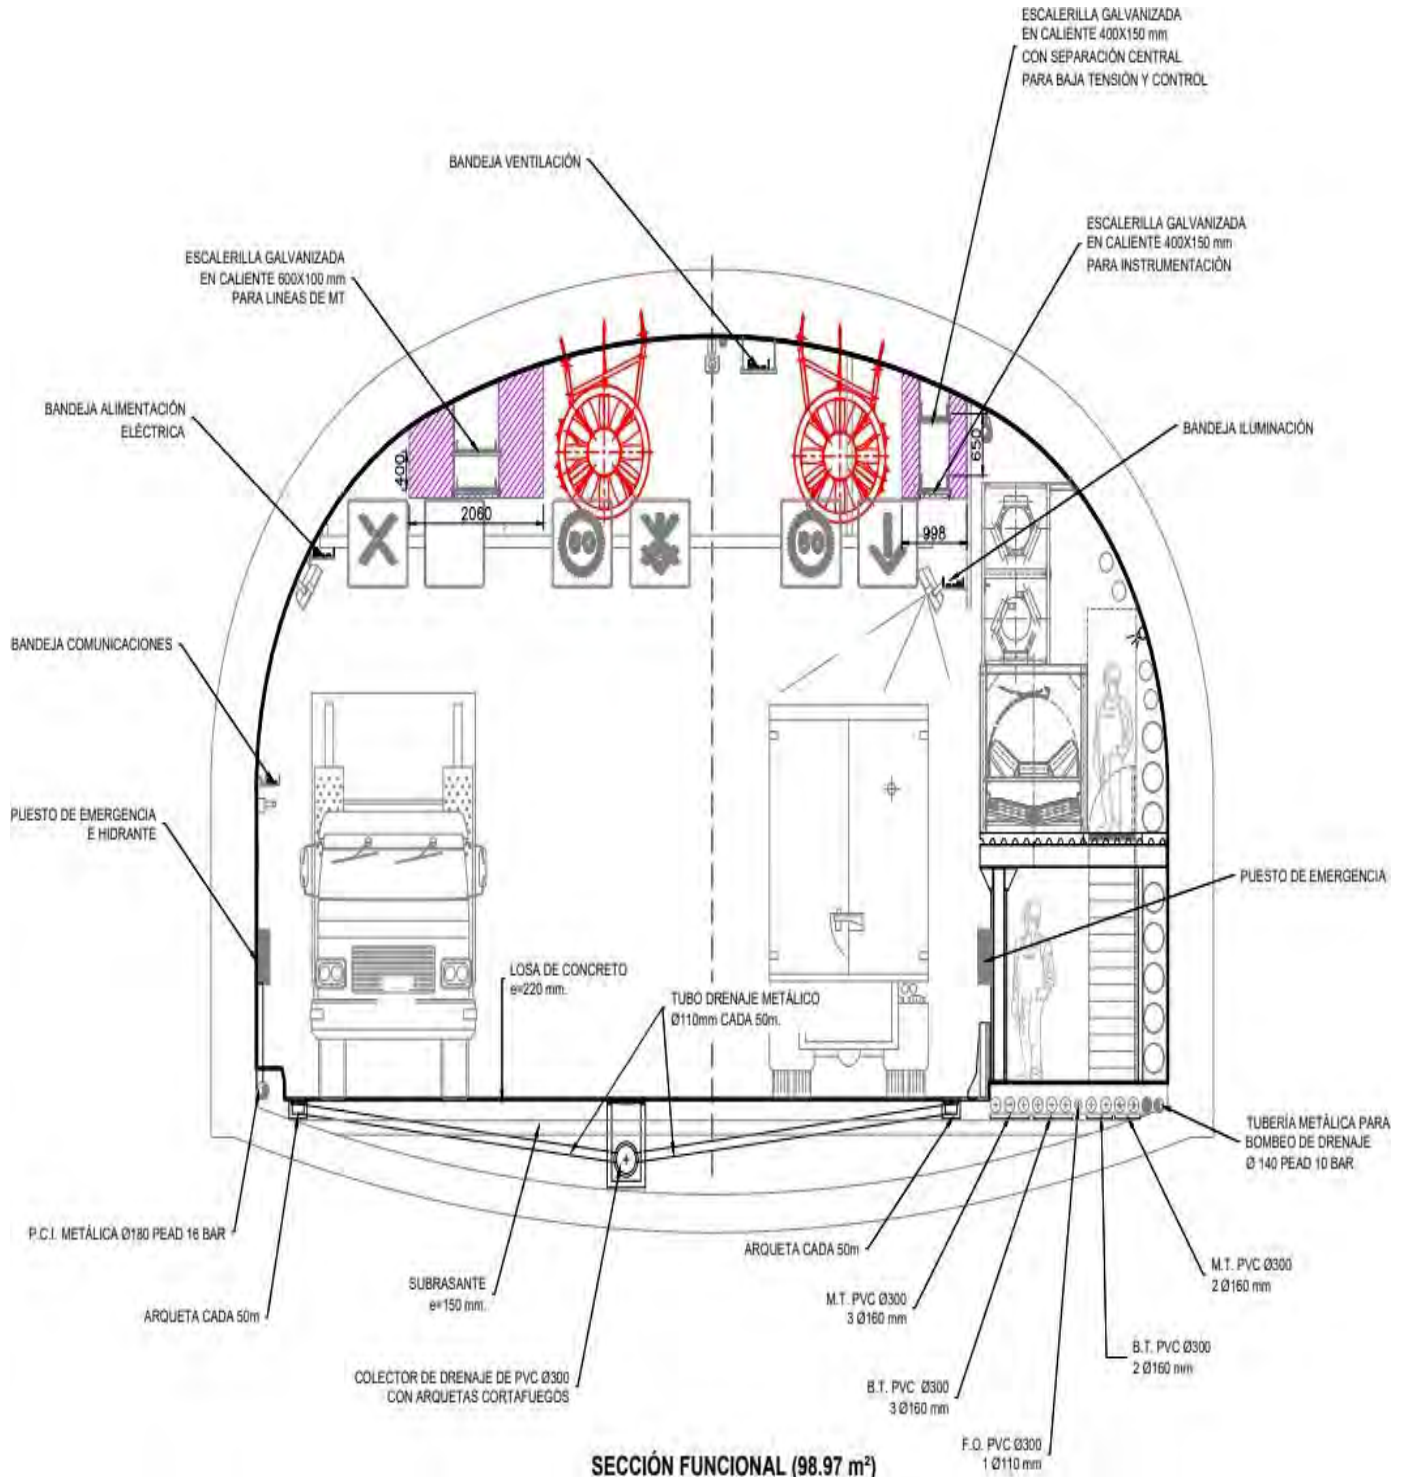 ESCALERILLA GALVANIZADA
EN CALIENTE 400X150 mm
CON SEPARACIÓN CENTRAL
PARA BAJA TENSIÓN Y CONTROL
BANDEJA VENTILACIÓN
ESCALERILLA GALVANIZADA
EN CALIENTE 400X150 mm
PARA INSTRUMENTACIÓN
ESCALERILLA GALVANIZADA
EN CALIENTE 600X100 mm
PARA LINEAS DE MT
BANDEJA ALIMENTACIÓN
ELÉCTRICA
BANDEJA ILUMINACIÓN
400
650
2060
998
60
60
BANDEJA COMUNICACIONES
PUESTO DE EMERGENCIA
E HIDRANTE
PUESTO DE EMERGENCIA
LOSA DE CONCRETO
e=220 mm.
TUBO DRENAJE METÁLICO
Ø110mm CADA 50m.
TUBERÍA METÁLICA PARA
BOMBEO DE DRENAJE
Ø 140 PEAD 10 BAR
P.C.I. METÁLICA Ø180 PEAD 16 BAR
ARQUETA CADA 50m
SUBRASANTE
e=150 mm.
ARQUETA CADA 50m
M.T. PVC Ø300
3 Ø160 mm
M.T. PVC Ø300
2 Ø160 mm
B.T. PVC Ø300
2 Ø160 mm
COLECTOR DE DRENAJE DE PVC Ø300
CON ARQUETAS CORTAFUEGOS
B.T. PVC Ø300
3 Ø160 mm
F.O. PVC Ø300
1 Ø110 mm
SECCIÓN FUNCIONAL (98.97 m²)